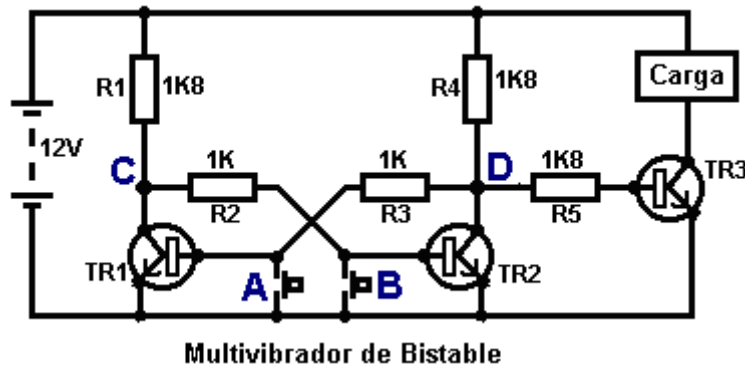 R1
1K8
R4
1K8
Carga
12V
C
1K
1K
D
1K8
TR3
R2
R3
R5
TR1
A
B
TR2
Multivibrador de Bistable